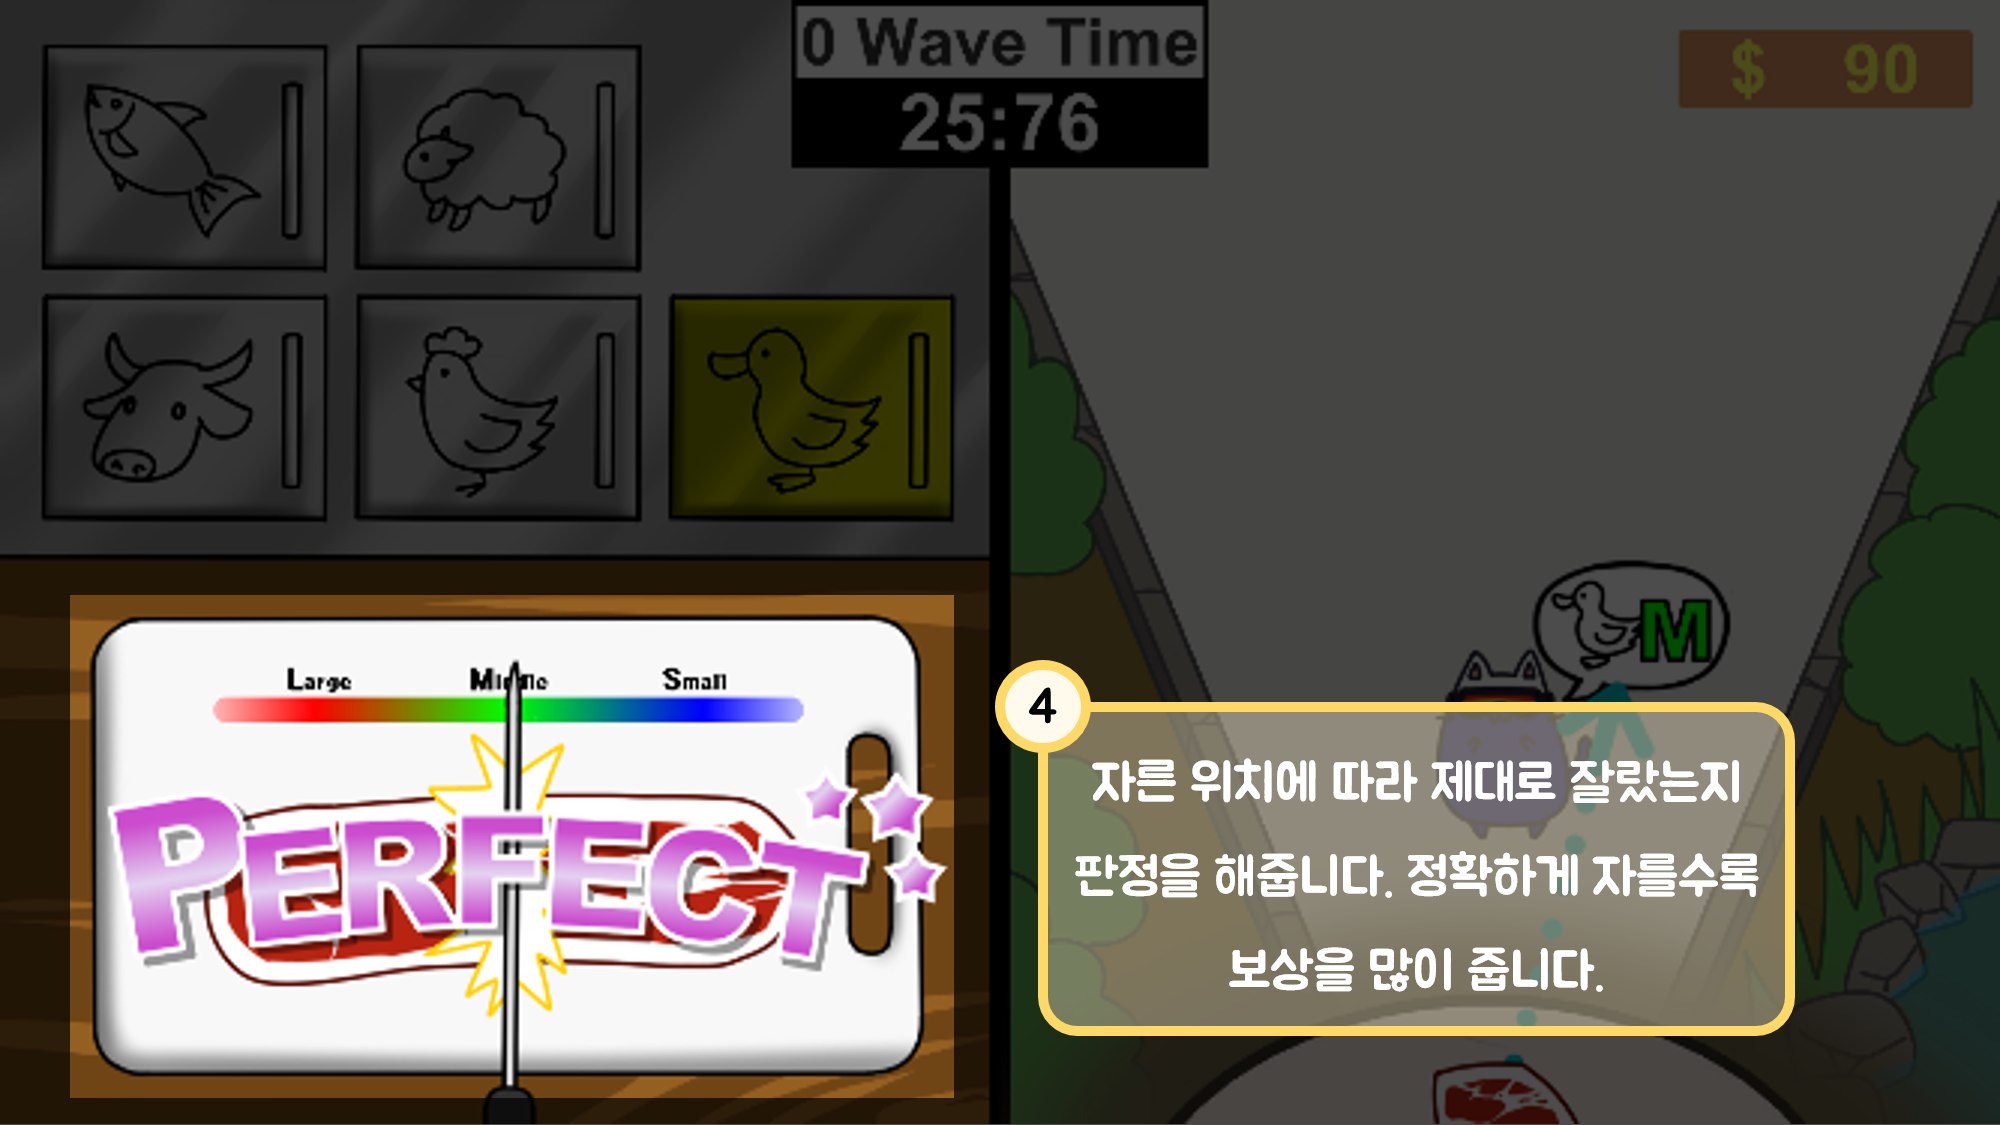 0 Wave Time
25:76
$ 90
Large Middle Small
PERFECT
M
4
자른 위치에 따라 제대로 잘랐는지
판정을 해줍니다. 정확하게 자를수록
보상을 많이 줍니다.